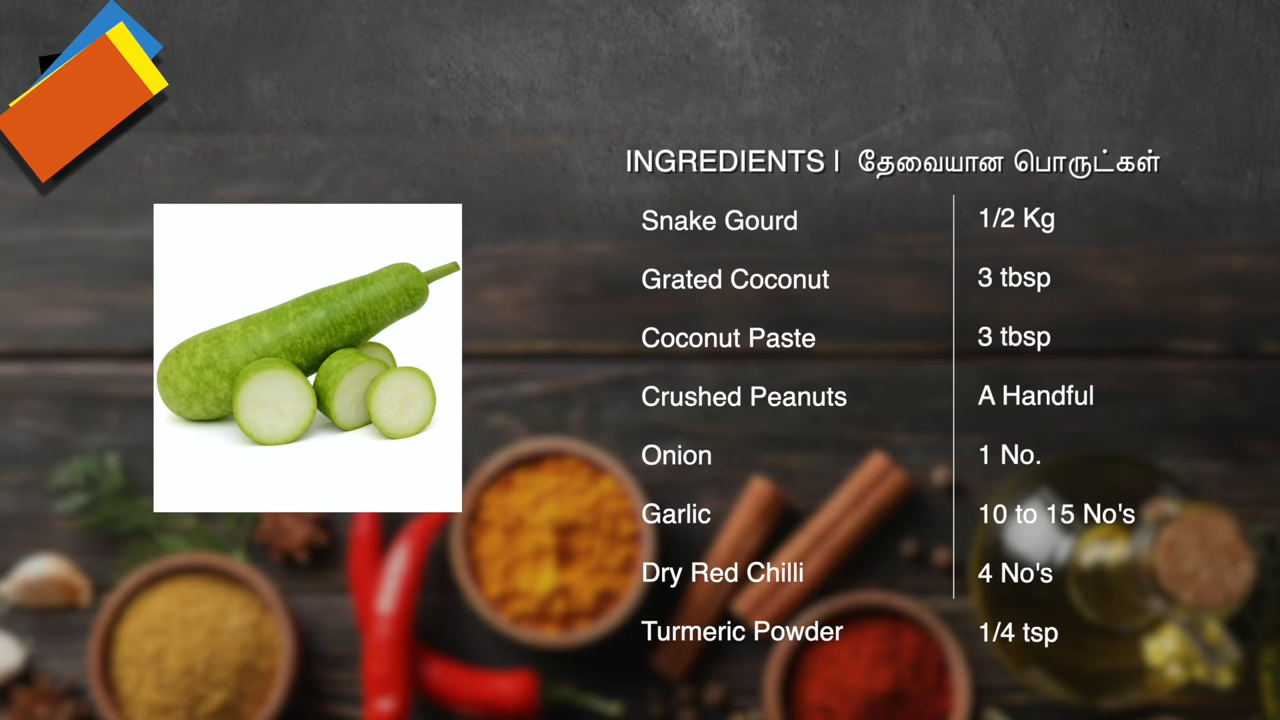 INGREDIENTS | தேவையான பொருட்கள்
Snake Gourd 1/2 Kg
Grated Coconut 3 tbsp
Coconut Paste 3 tbsp
Crushed Peanuts A Handful
Onion 1 No.
Garlic 10 to 15 No's
Dry Red Chilli 4 No's
Turmeric Powder 1/4 tsp